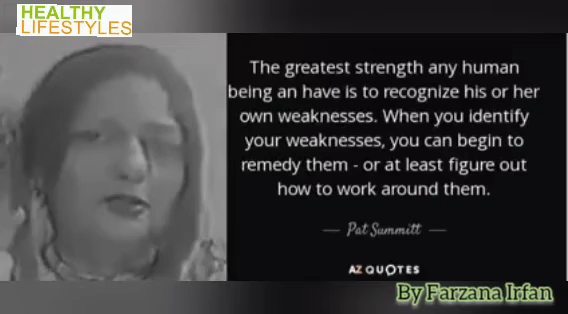 HEALTHY
LIFESTYLES
The greatest strength any human
being an have is to recognize his or her
own weaknesses. When you identify
your weaknesses, you can begin to
remedy them - or at least figure out
how to work around them.
— Pat Summitt —
AZ QUOTES
By Farzana Irfan